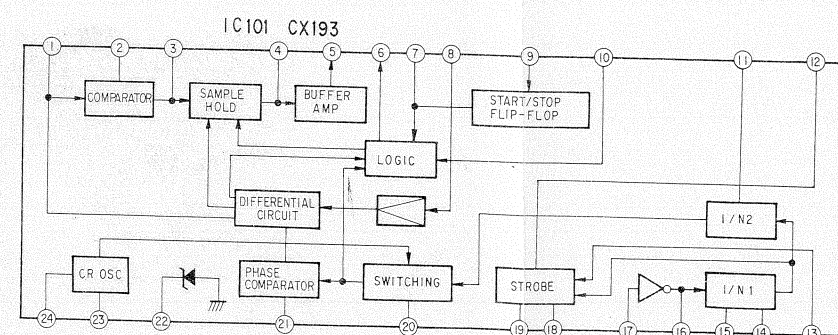 IC101 CX193
1 2 3 4 5 6 7 8 9 10 11 12
COMPARATOR
SAMPLE
HOLD
BUFFER
AMP
START/STOP
FLIP-FLOP
LOGIC
DIFFERENTIAL
CIRCUIT
1/N2
CR OSC
PHASE
COMPARATOR
SWITCHING
STROBE
1/N1
24 23 22 21 20 19 18 17 16 15 14 13